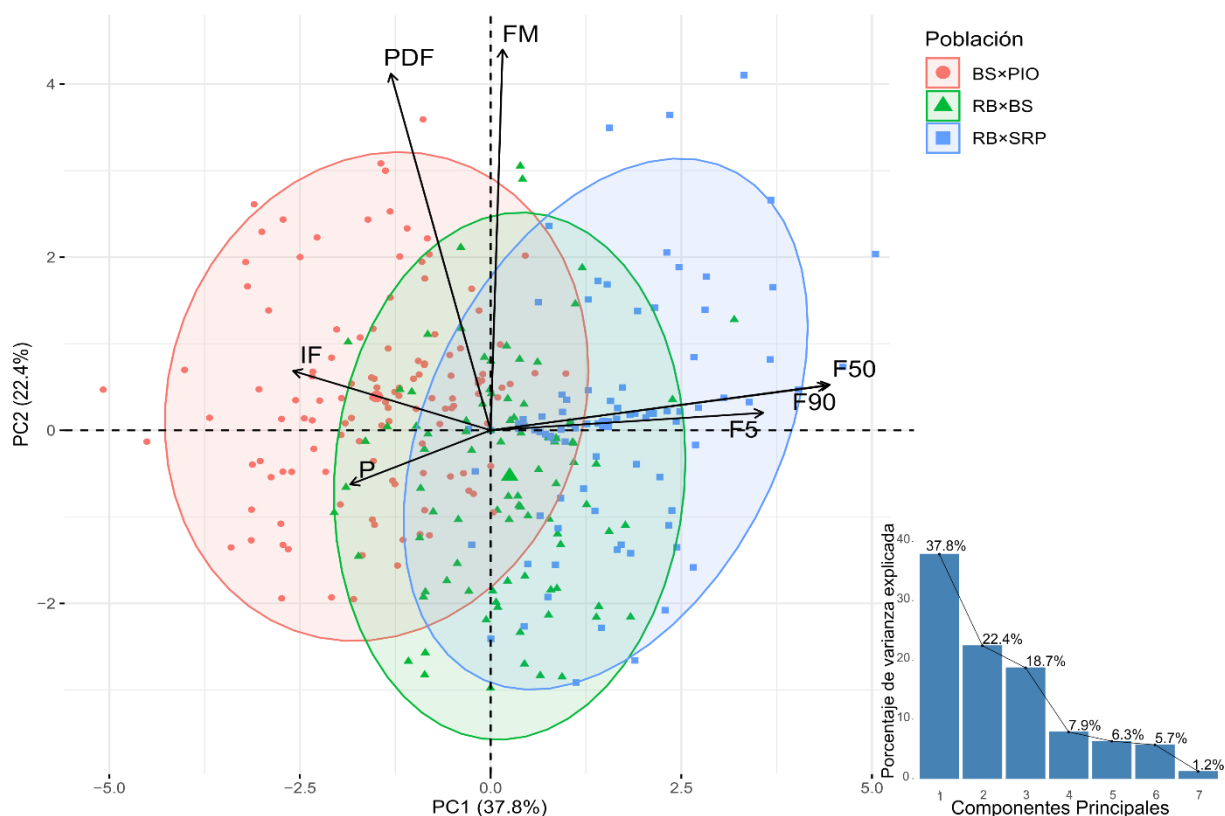 FM
PDF
IF
P
F50
F90
F5
4
2
0
−2
PC2 (22.4%)
-5.0
-2.5
0.0
2.5
5.0
PC1 (37.8%)
Población
BS×PIO
RB×BS
RB×SRP
Porcentaje de varianza explicada
40
30
20
10
0
37.8%
22.4%
18.7%
7.9%
6.3%
5.7%
1.2%
1 2 3 4 5 6 7
Componentes Principales